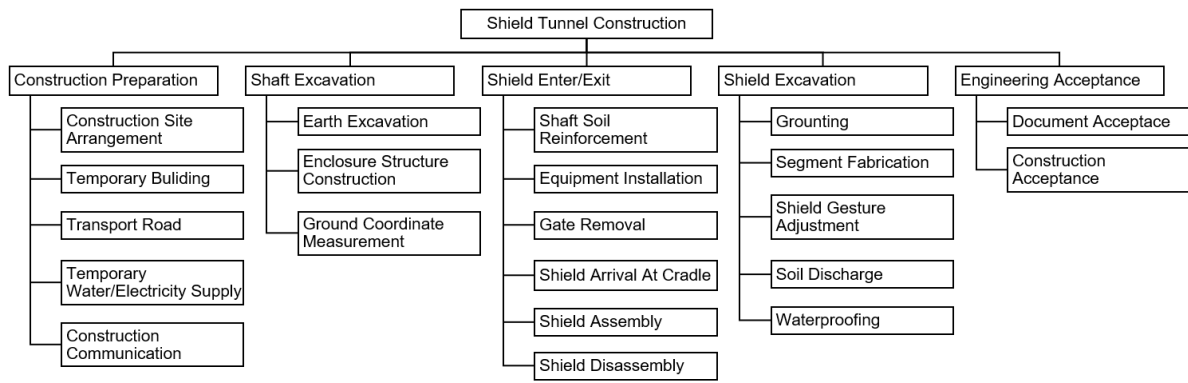 Shield Tunnel Construction
Construction Preparation
Construction Site
Arrangement
Temporary Buliding
Transport Road
Temporary
Water/Electricity Supply
Construction
Communication
Shaft Excavation
Earth Excavation
Enclosure Structure
Construction
Ground Coordinate
Measurement
Shield Enter/Exit
Shaft Soil
Reinforcement
Equipment Installation
Gate Removal
Shield Arrival At Cradle
Shield Assembly
Shield Disassembly
Shield Excavation
Grounting
Segment Fabrication
Shield Gesture
Adjustment
Soil Discharge
Waterproofing
Engineering Acceptance
Document Acceptace
Construction
Acceptance